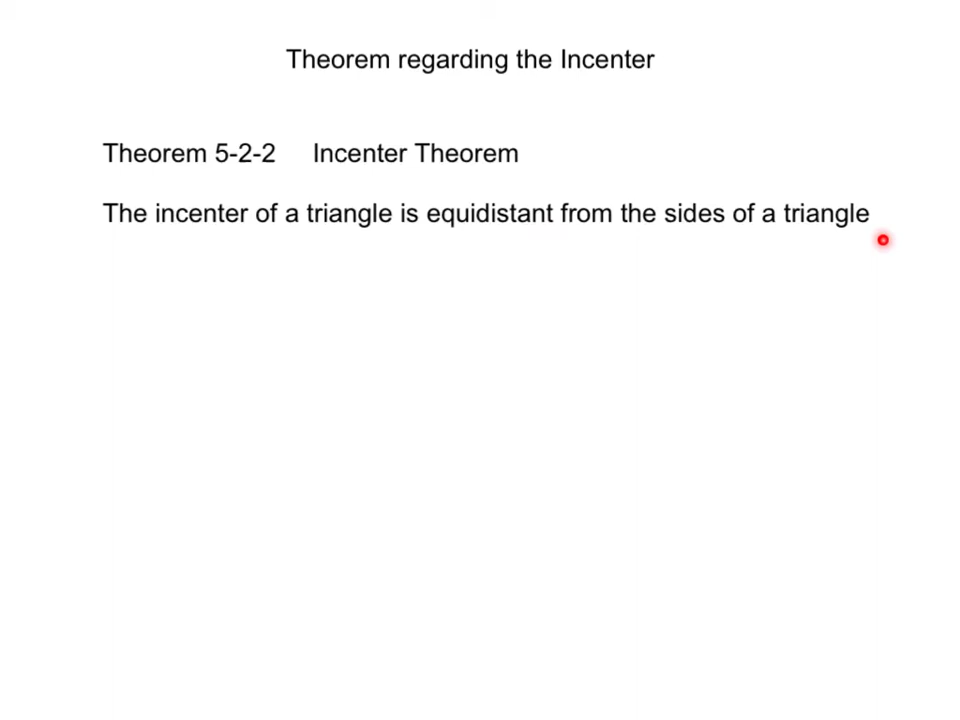 Theorem regarding the Incenter
Theorem 5-2-2 Incenter Theorem
The incenter of a triangle is equidistant from the sides of a triangle